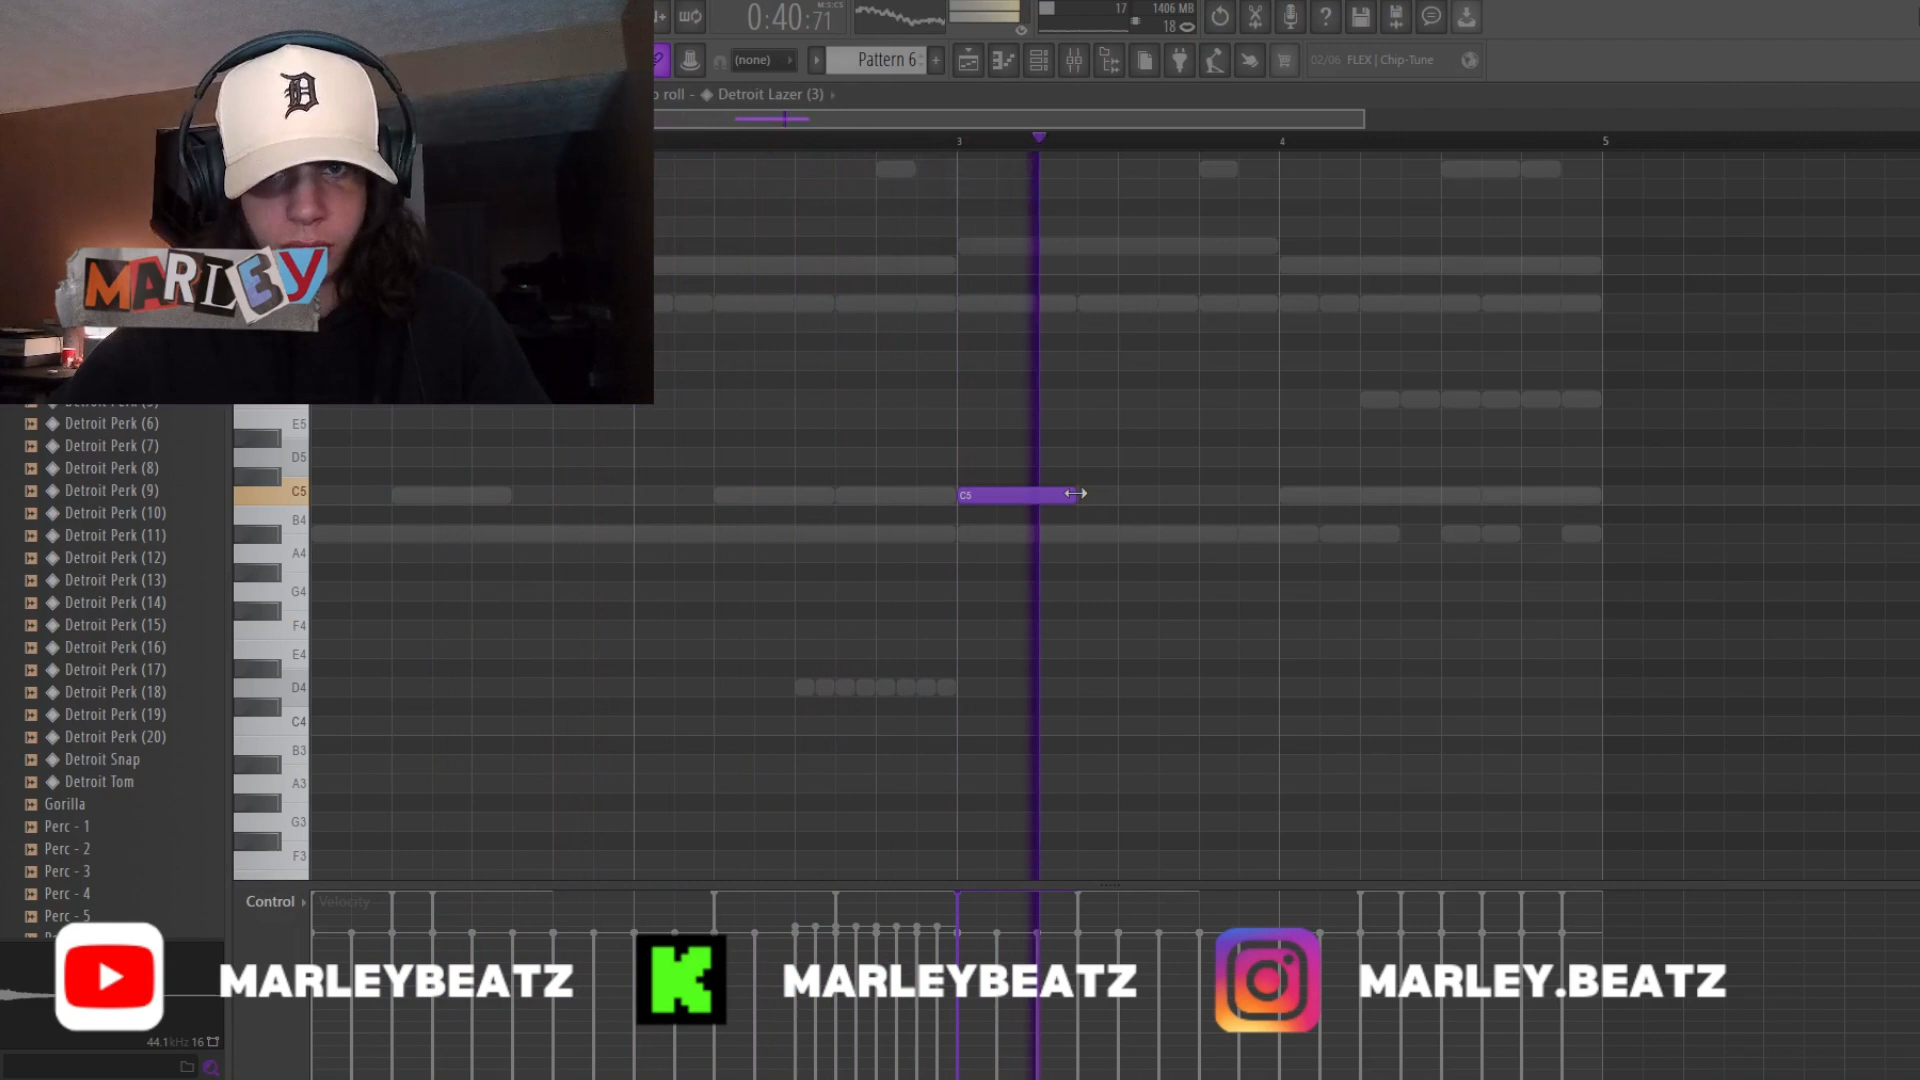 0:40:71
M:S:CS
17
1406 MB
18
(none)
Pattern 6
02/06 FLEX | Chip-Tune
o roll - Detroit Lazer (3)
3
4
5
D
MARLEY
Detroit Perk (6)
Detroit Perk (7)
Detroit Perk (8)
Detroit Perk (9)
Detroit Perk (10)
Detroit Perk (11)
Detroit Perk (12)
Detroit Perk (13)
Detroit Perk (14)
Detroit Perk (15)
Detroit Perk (16)
Detroit Perk (17)
Detroit Perk (18)
Detroit Perk (19)
Detroit Perk (20)
Detroit Snap
Detroit Tom
Gorilla
Perc - 1
Perc - 2
Perc - 3
Perc - 4
Perc - 5
E5
D5
C5
B4
A4
G4
F4
E4
D4
C4
B3
A3
G3
F3
C5
Control
Velocity
MARLEYBEATZ
K
MARLEYBEATZ
MARLEY.BEATZ
44.1kHz 16